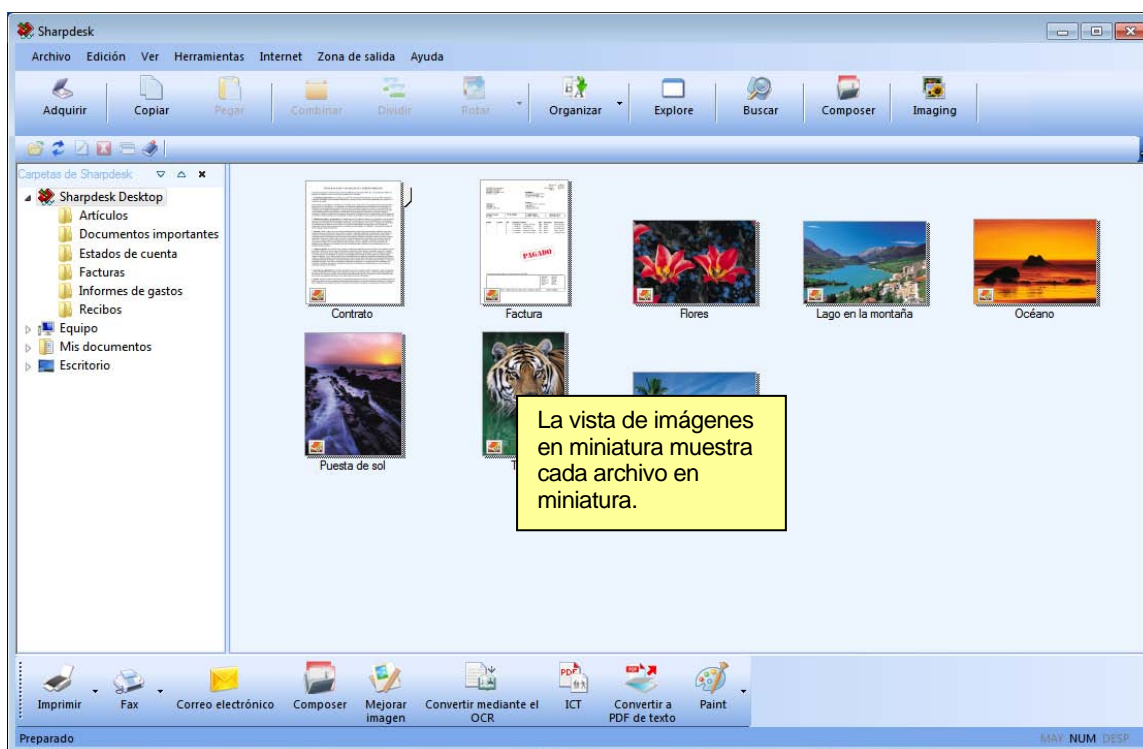 Sharpdesk
Archivo Edición Ver Herramientas Internet Zona de salida Ayuda
Adquirir Copiar Pegar Combinar Dividir Rotar Organizar Explore Buscar Composer Imaging
Carpetas de Sharpdesk
Sharpdesk Desktop
Artículos
Documentos importantes
Estados de cuenta
Facturas
Informes de gastos
Recibos
Equipo
Mis documentos
Escritorio
PAGADO
Contrato Factura Flores Lago en la montaña Océano
Puesta de sol
La vista de imágenes
en miniatura muestra
cada archivo en
miniatura.
Imprimir Fax Correo electrónico Composer Mejorar
imagen
Convertir mediante el
OCR
PDF
ICT
PDF
Convertir a
PDF de texto
Paint
Preparado MAY NUM DESP